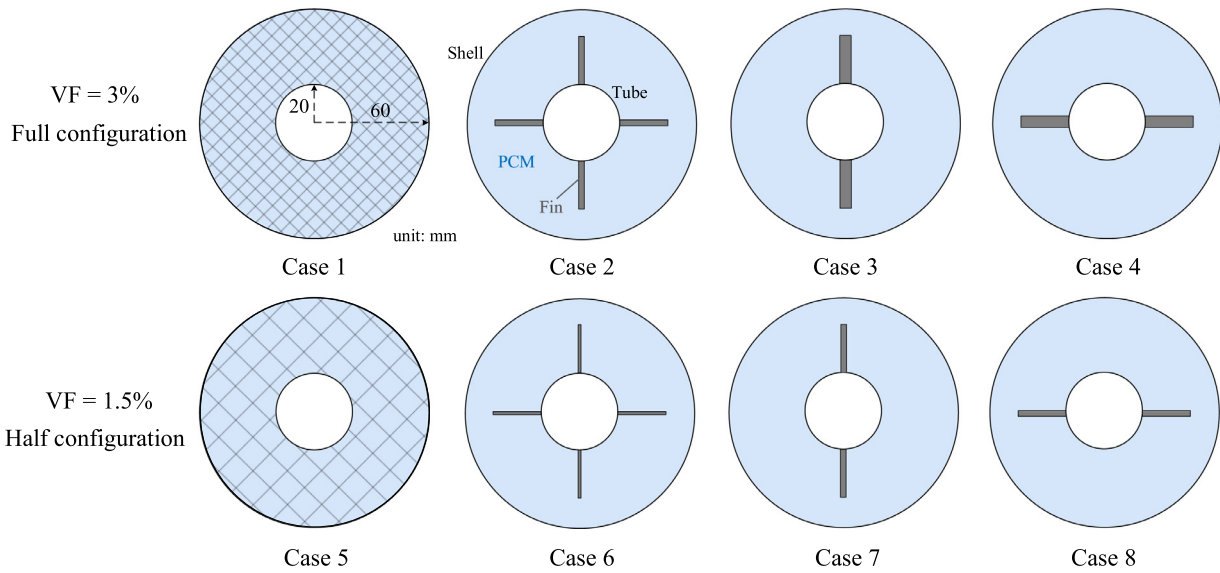 VF = 3%
Full configuration
20
60
unit: mm
Case 1
Shell
Tube
PCM
Fin
Case 2
Case 3
Case 4
VF = 1.5%
Half configuration
Case 5
Case 6
Case 7
Case 8